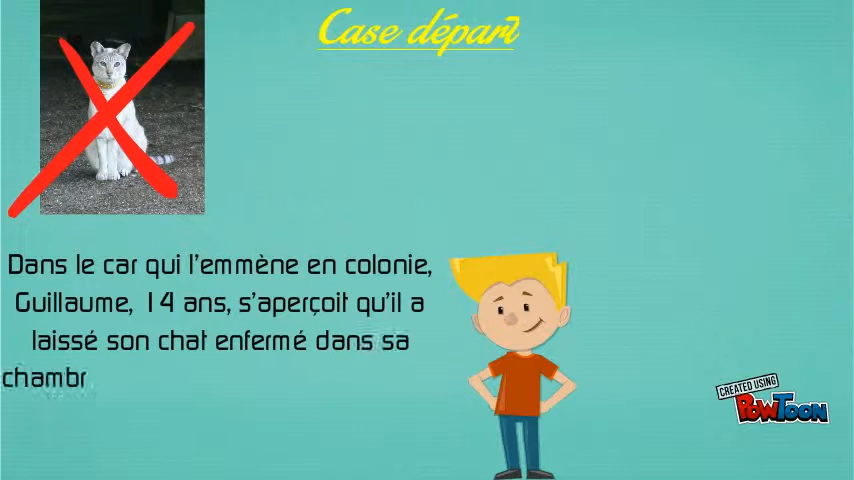 Case départ
Dans le car qui l'emmène en colonie,
Guillaume, 14 ans, s'aperçoit qu'il a
laissé son chat enfermé dans sa
chambr
CREATED USING
POWTOON